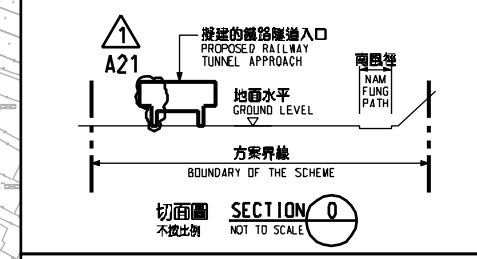 1
A21
擬建的鐵路隧道入口
PROPOSED RAILWAY
TUNNEL APPROACH
南風徑
NAM
FUNG
PATH
地面水平
GROUND LEVEL
方案界線
BOUNDARY OF THE SCHEME
切面圖 SECTION O
不按比例 NOT TO SCALE